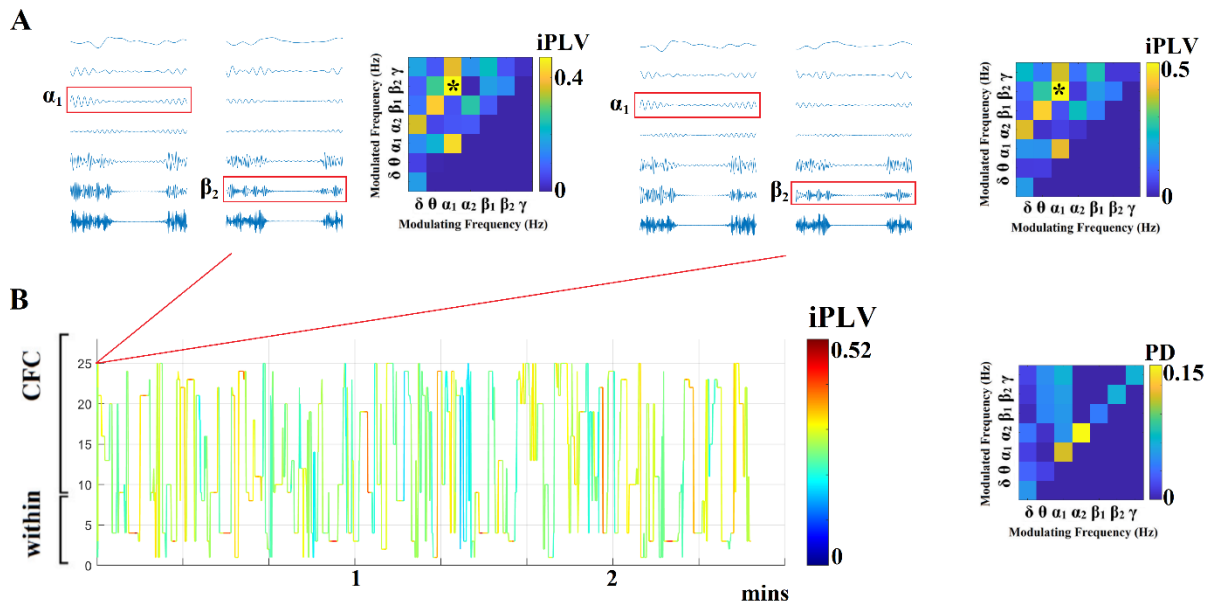 A
α1
β2
iPLV
0.4
0
*
Modulated Frequency (Hz)
δ θ α1 α2 β1 β2 γ
δ θ α1 α2 β1 β2 γ
Modulating Frequency (Hz)
α1
β2
iPLV
0.5
0
*
Modulated Frequency (Hz)
δ θ α1 α2 β1 β2 γ
δ θ α1 α2 β1 β2 γ
Modulating Frequency (Hz)
B
CFC
within
25
20
15
10
5
0
1
2
mins
iPLV
0.52
0
PD
0.15
0
Modulated Frequency (Hz)
δ θ α1 α2 β1 β2 γ
δ θ α1 α2 β1 β2 γ
Modulating Frequency (Hz)